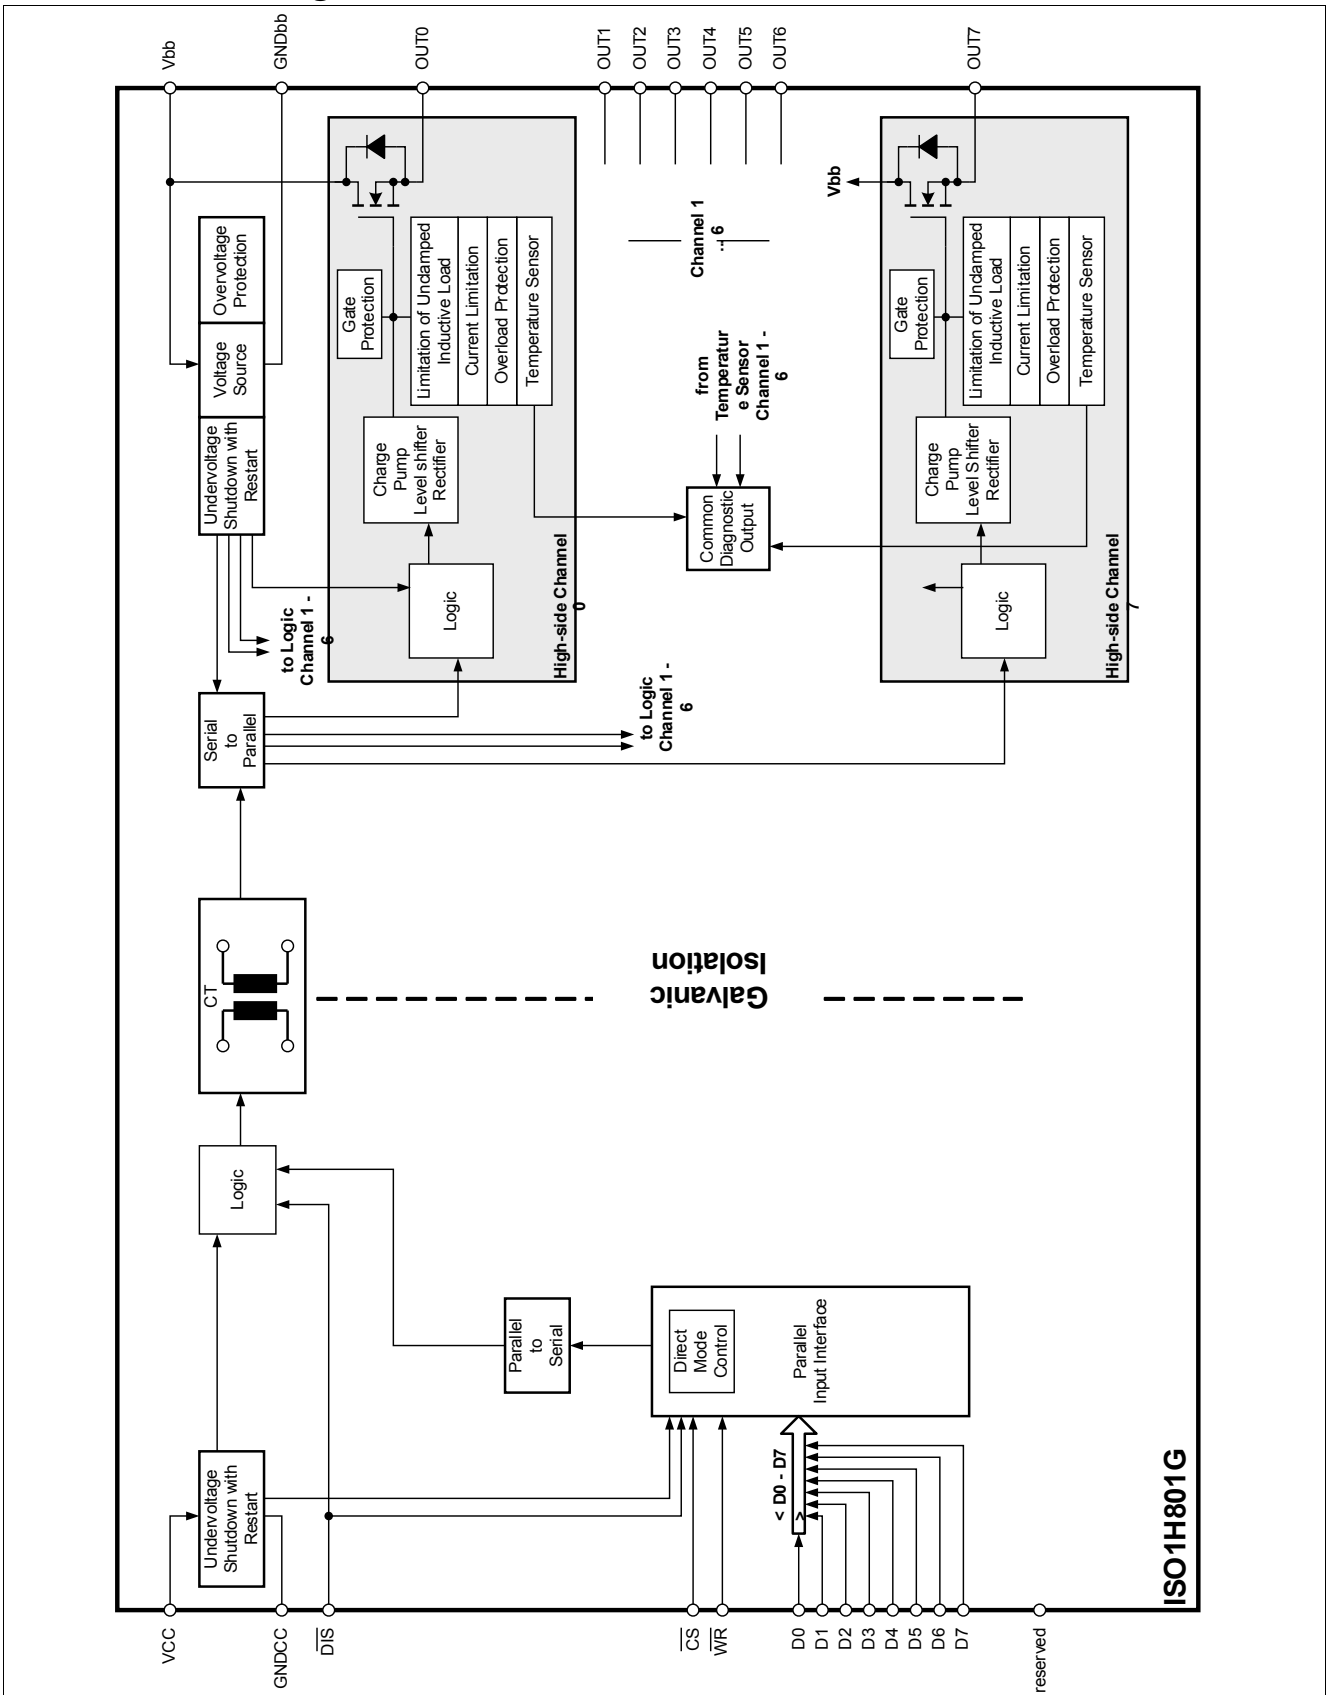 VCC
GNDCC
DIS
CS
WR
D0
D1
D2
D3
D4
D5
D6
D7
reserved
Undervoltage
Shutdown with
Restart
< D0 - D7
>
Direct
Mode
Control
Parallel
Input Interface
Parallel
to
Serial
Logic
CT
Galvanic
Isolation
Serial
to
Parallel
to Logic
Channel 1 -
6
to Logic
Channel 1 -
6
Undervoltage
Shutdown with
Restart
Voltage
Source
Overvoltage
Protection
High-side Channel
0
Logic
Charge
Pump
Level shifter
Rectifier
Gate
Protection
Limitation of Undamped
Inductive Load
Current Limitation
Overload Protection
Temperature Sensor
Common
Diagnostic
Output
from
Temperatur
e Sensor
Channel 1 -
6
Channel 1
...
6
High-side Channel
7
Logic
Charge
Pump
Level Shifter
Rectifier
Gate
Protection
Limitation of Undamped
Inductive Load
Current Limitation
Overload Protection
Temperature Sensor
Vbb
Vbb
GNDbb
OUT0
OUT1
OUT2
OUT3
OUT4
OUT5
OUT6
OUT7
ISO1H801G